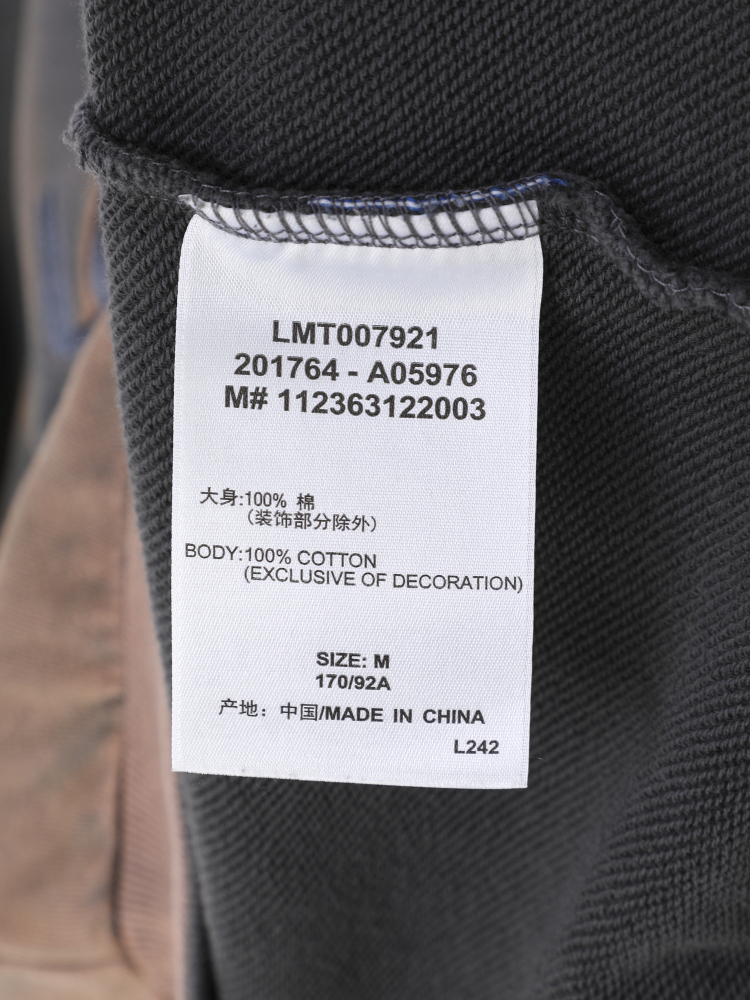 LMT007921
201764 - A05976
M# 112363122003
大身:100% 棉
(装饰部分除外)
BODY:100% COTTON
(EXCLUSIVE OF DECORATION)
SIZE: M
170/92A
产地：中国/MADE IN CHINA
L242